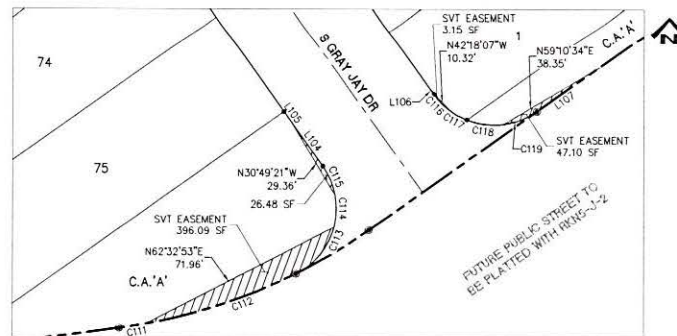 SVT EASEMENT
3.15 SF
N42°18'07"W
10.32'
1
C.A.'A'
N59°10'34"E
38.35'
N
74
S GRAY JAY DR
L106
C116
C117
C118
L107
L105
SVT EASEMENT
47.10 SF
C119
L104
75
N30°49'21"W
29.36'
C115
26.48 SF
C114
SVT EASEMENT
396.09 SF
C113
N62°32'53"E
71.96'
FUTURE PUBLIC STREET TO
BE PLATTED WITH RKN5-J-2
C.A.'A'
C112
C111